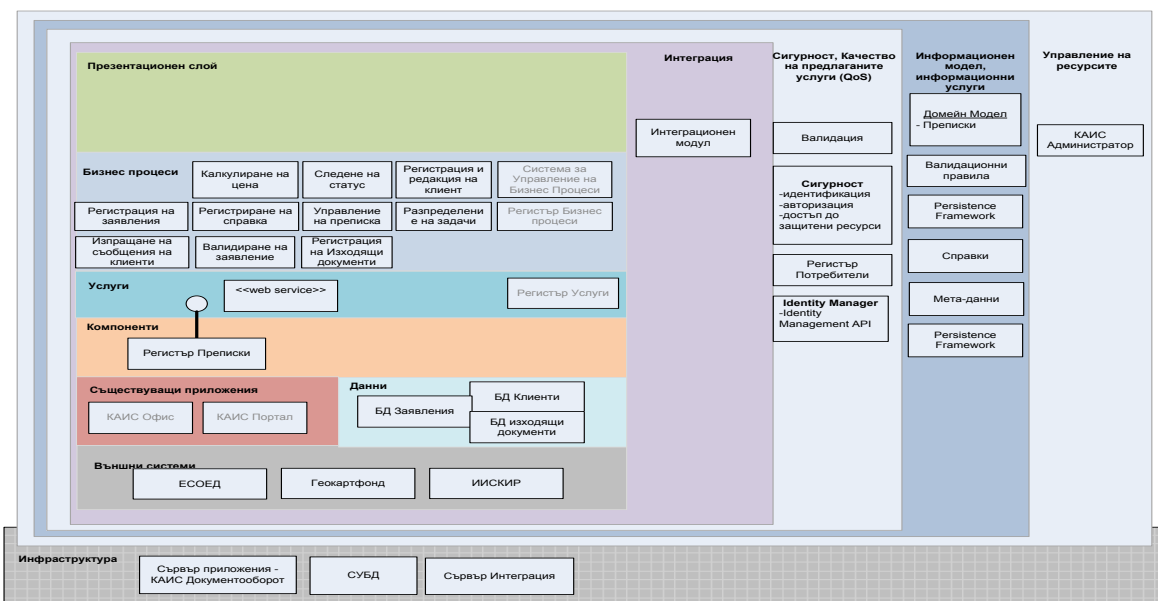 Презентационен слой
Интеграция
Сигурност, Качество
на предлаганите
услуги (QoS)
Информационен
модел,
информационни
услуги
Управление на
ресурсите
Интеграционен
модул
Валидация
Домейн Модел
- Преписки
КАИС
Администратор
Бизнес процеси
Калкулиране на
цена
Следене на
статус
Регистрация и
редакция на
клиент
Система за
Управление на
Бизнес Процеси
Регистрация на
заявления
Регистриране на
справка
Управление
на преписка
Разпределени
е на задачи
Регистър Бизнес
процеси
Изпращане на
съобщения на
клиенти
Валидиране на
заявление
Регистрация
на Изходящи
документи
Сигурност
-идентификация
-авторизация
-достъп до
защитени ресурси
Регистър
Потребители
Identity Manager
-Identity
Management API
Валидационни
правила
Persistence
Framework
Справки
Мета-данни
Persistence
Framework
Услуги
<<web service>>
Регистър Услуги
Компоненти
Регистър Преписки
Съществуващи приложения
КАИС Офис
КАИС Портал
Данни
БД Заявления
БД Клиенти
БД изходящи
документи
Външни системи
ЕСОЕД
Геокартфонд
ИИСКИР
Инфраструктура
Сървър приложения -
КАИС Документооборот
СУБД
Сървър Интеграция